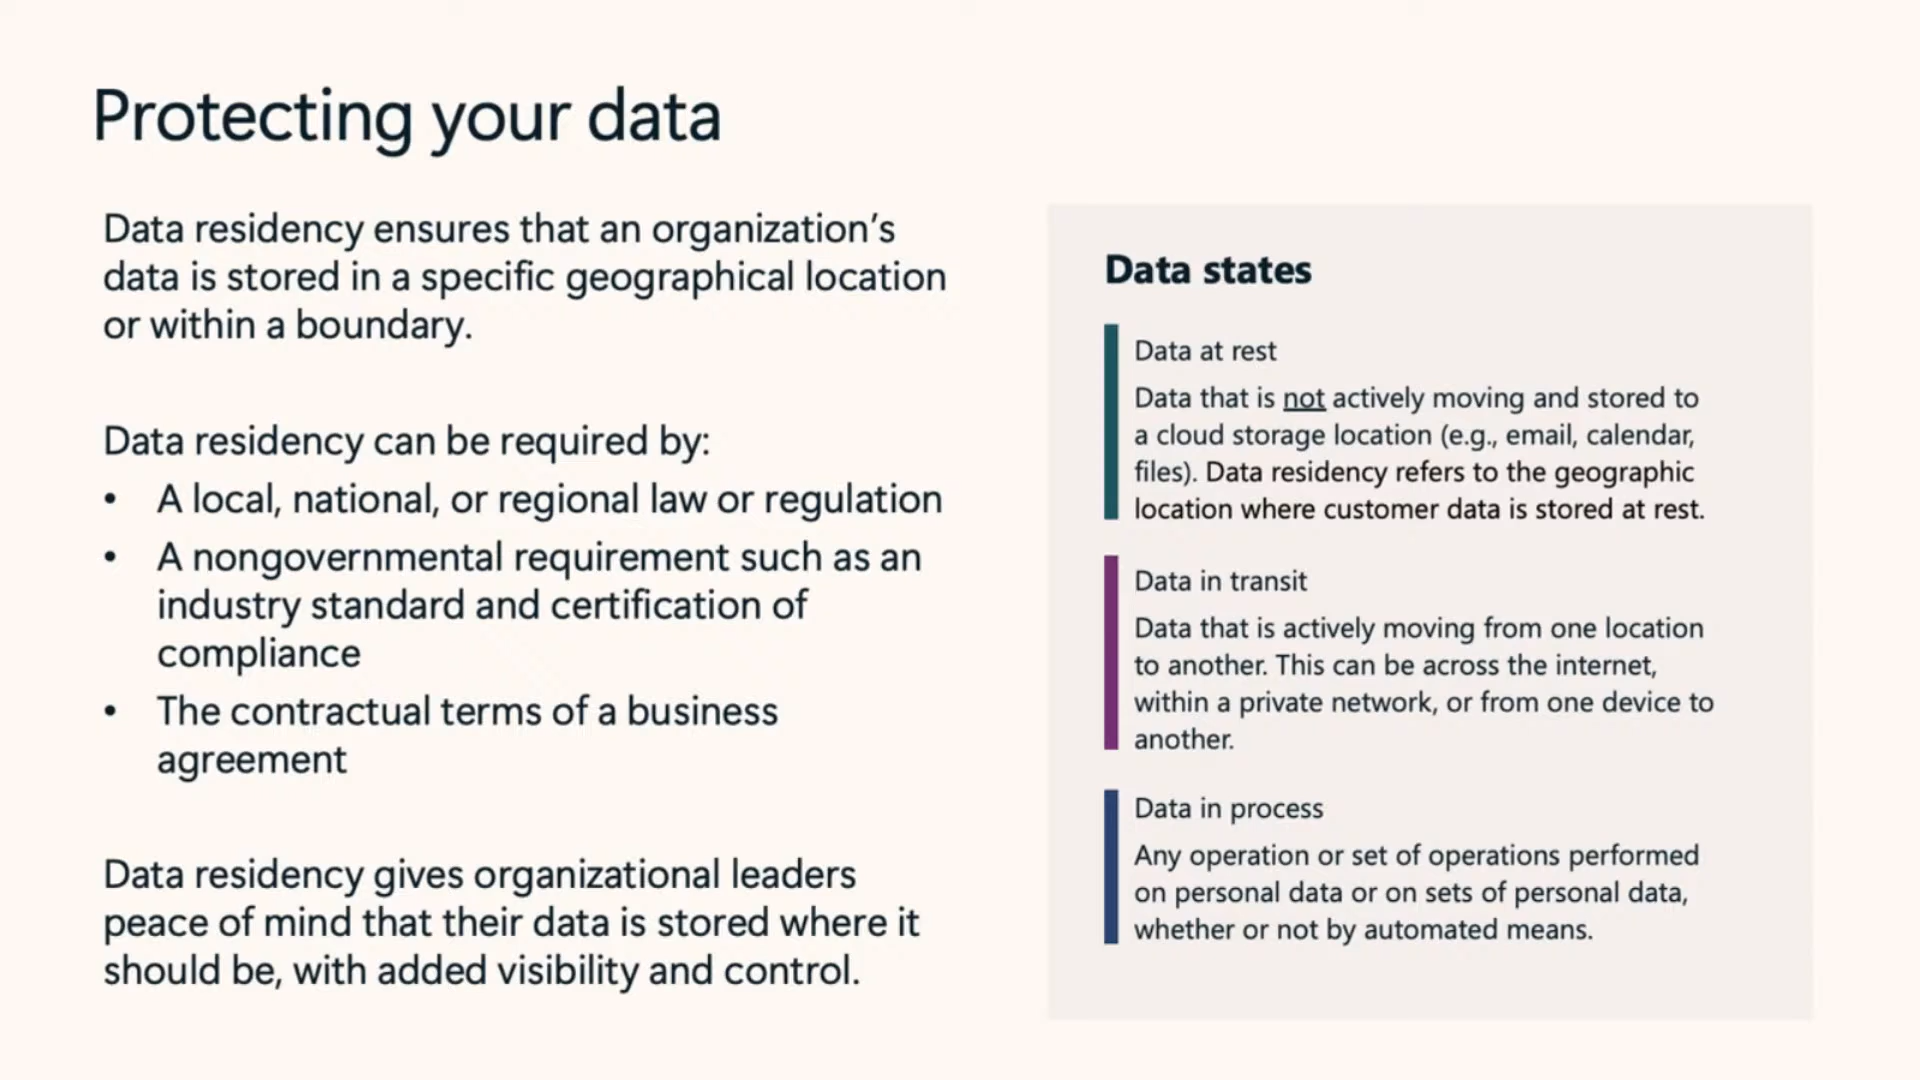 Protecting your data
Data residency ensures that an organization’s
data is stored in a specific geographical location
or within a boundary.
Data residency can be required by:
• A local, national, or regional law or regulation
• A nongovernmental requirement such as an
industry standard and certification of
compliance
• The contractual terms of a business
agreement
Data residency gives organizational leaders
peace of mind that their data is stored where it
should be, with added visibility and control.
Data states
Data at rest
Data that is not actively moving and stored to
a cloud storage location (e.g., email, calendar,
files). Data residency refers to the geographic
location where customer data is stored at rest.
Data in transit
Data that is actively moving from one location
to another. This can be across the internet,
within a private network, or from one device to
another.
Data in process
Any operation or set of operations performed
on personal data or on sets of personal data,
whether or not by automated means.